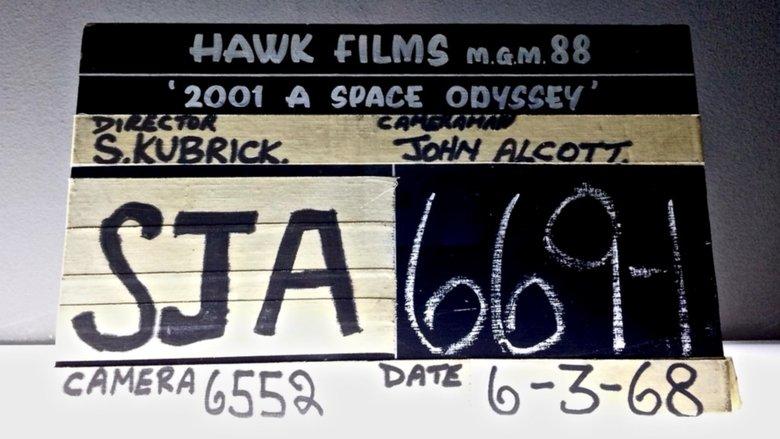 HAWK FILMS M.G.M. 88
'2001 A SPACE ODYSSEY'
DIRECTOR CAMERAMAN
S.KUBRICK. JOHN ALCOTT.
SJA 669-1
CAMERA 6552 DATE 6-3-68